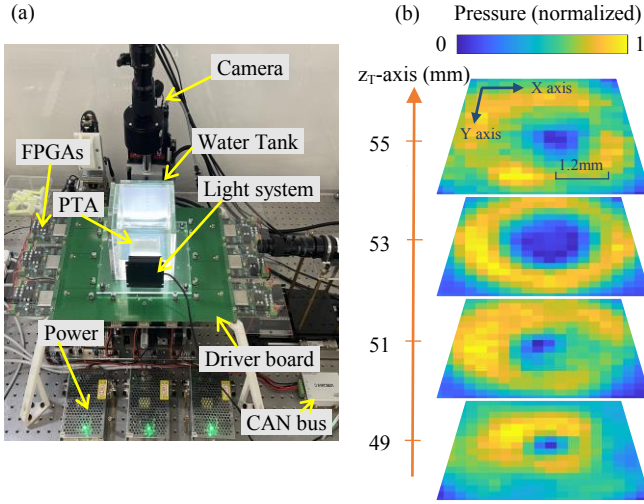 (a)
Camera
Water Tank
FPGAs
Light system
PTA
Power
Driver board
CAN bus
(b)
Pressure (normalized)
0 1
z_T-axis (mm)
X axis
Y axis
55
1.2mm
53
51
49